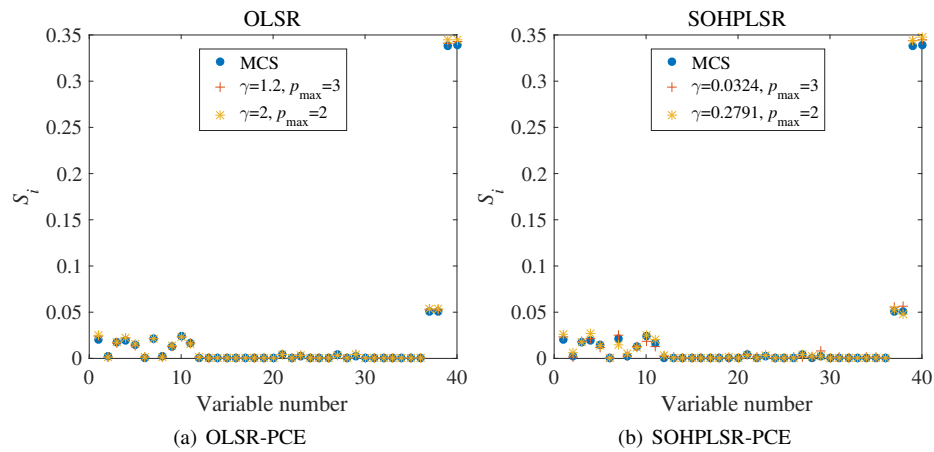 OLSR
SOHPLSR
0.35
0.3
0.25
0.2
0.15
0.1
0.05
0
S_i
MCS
γ=1.2, p_max=3
γ=2, p_max=2
0 10 20 30 40
Variable number
(a) OLSR-PCE
0.35
0.3
0.25
0.2
0.15
0.1
0.05
0
S_i
MCS
γ=0.0324, p_max=3
γ=0.2791, p_max=2
0 10 20 30 40
Variable number
(b) SOHPLSR-PCE